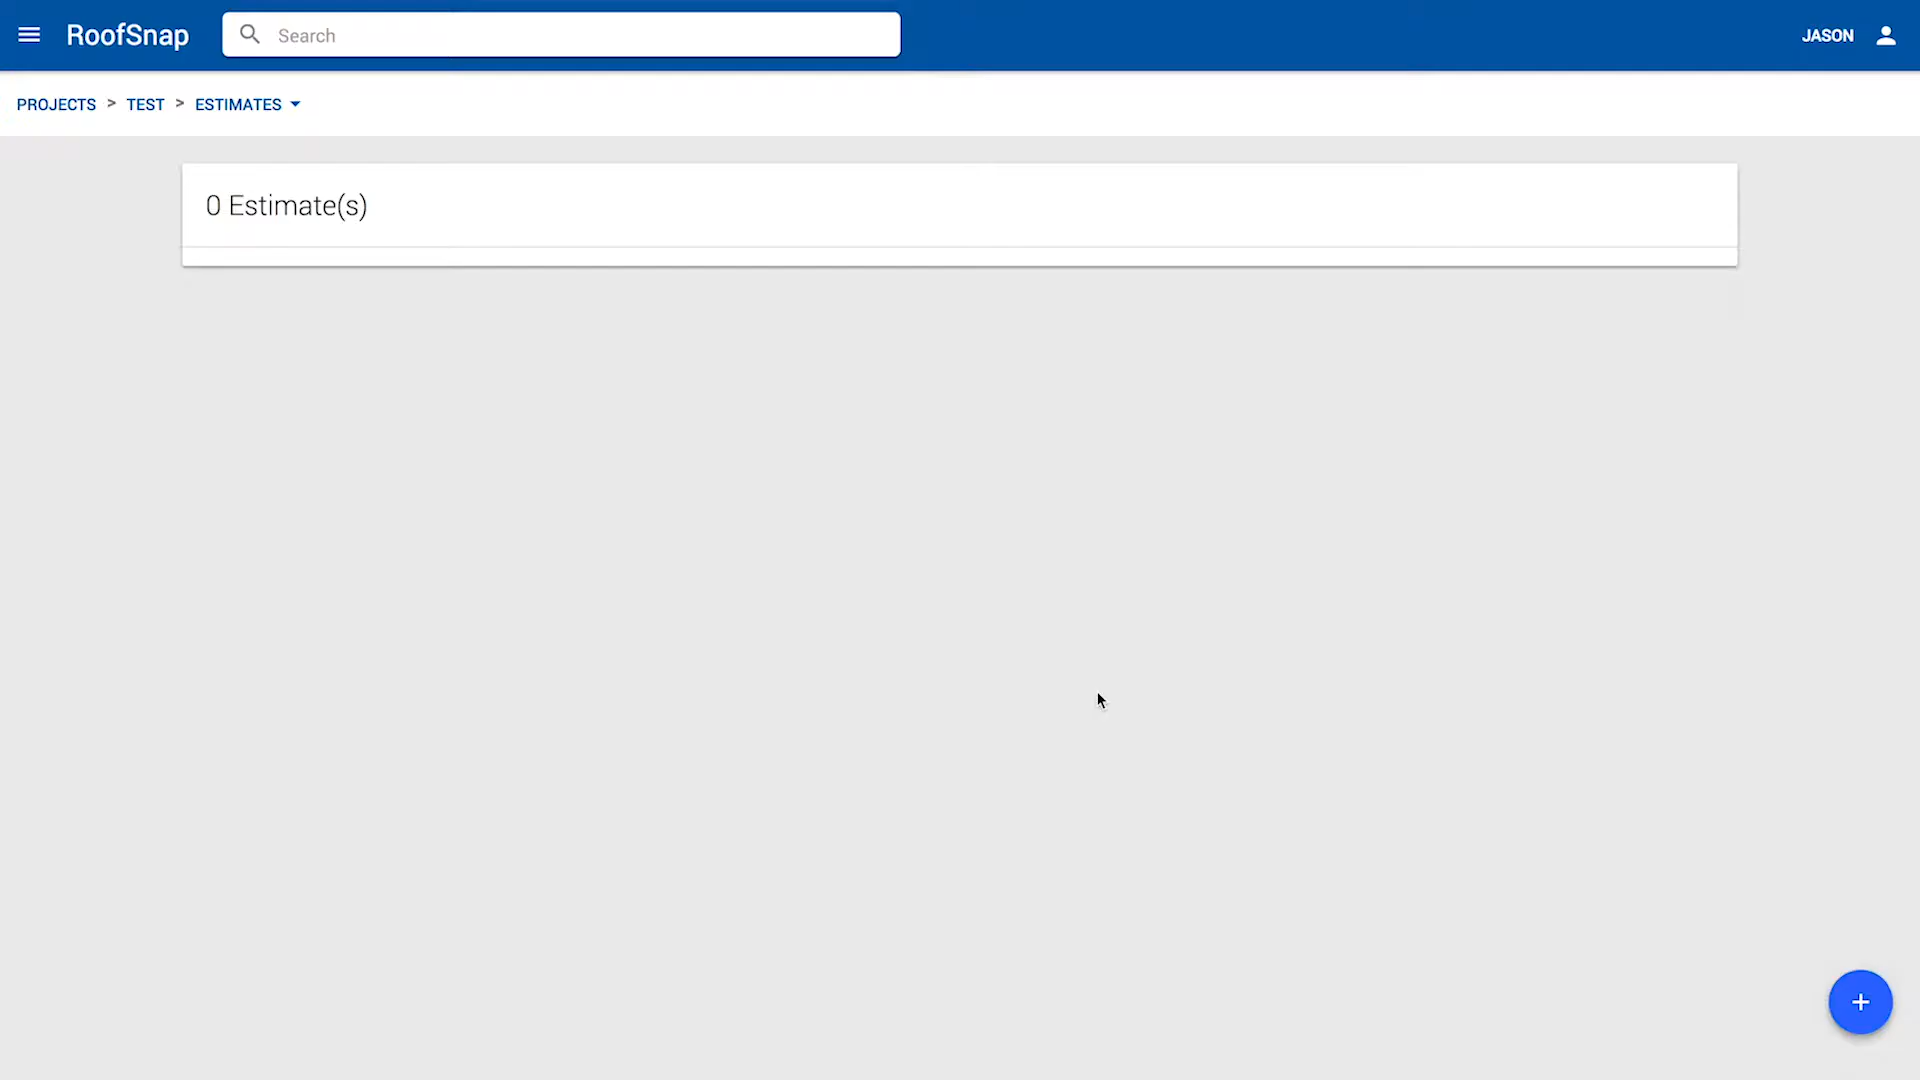 RoofSnap
Search
JASON
PROJECTS > TEST > ESTIMATES
0 Estimate(s)